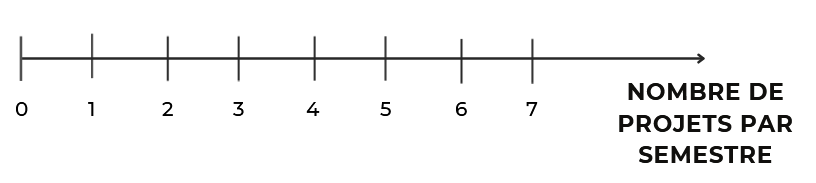 0 1 2 3 4 5 6 7
NOMBRE DE
PROJETS PAR
SEMESTRE